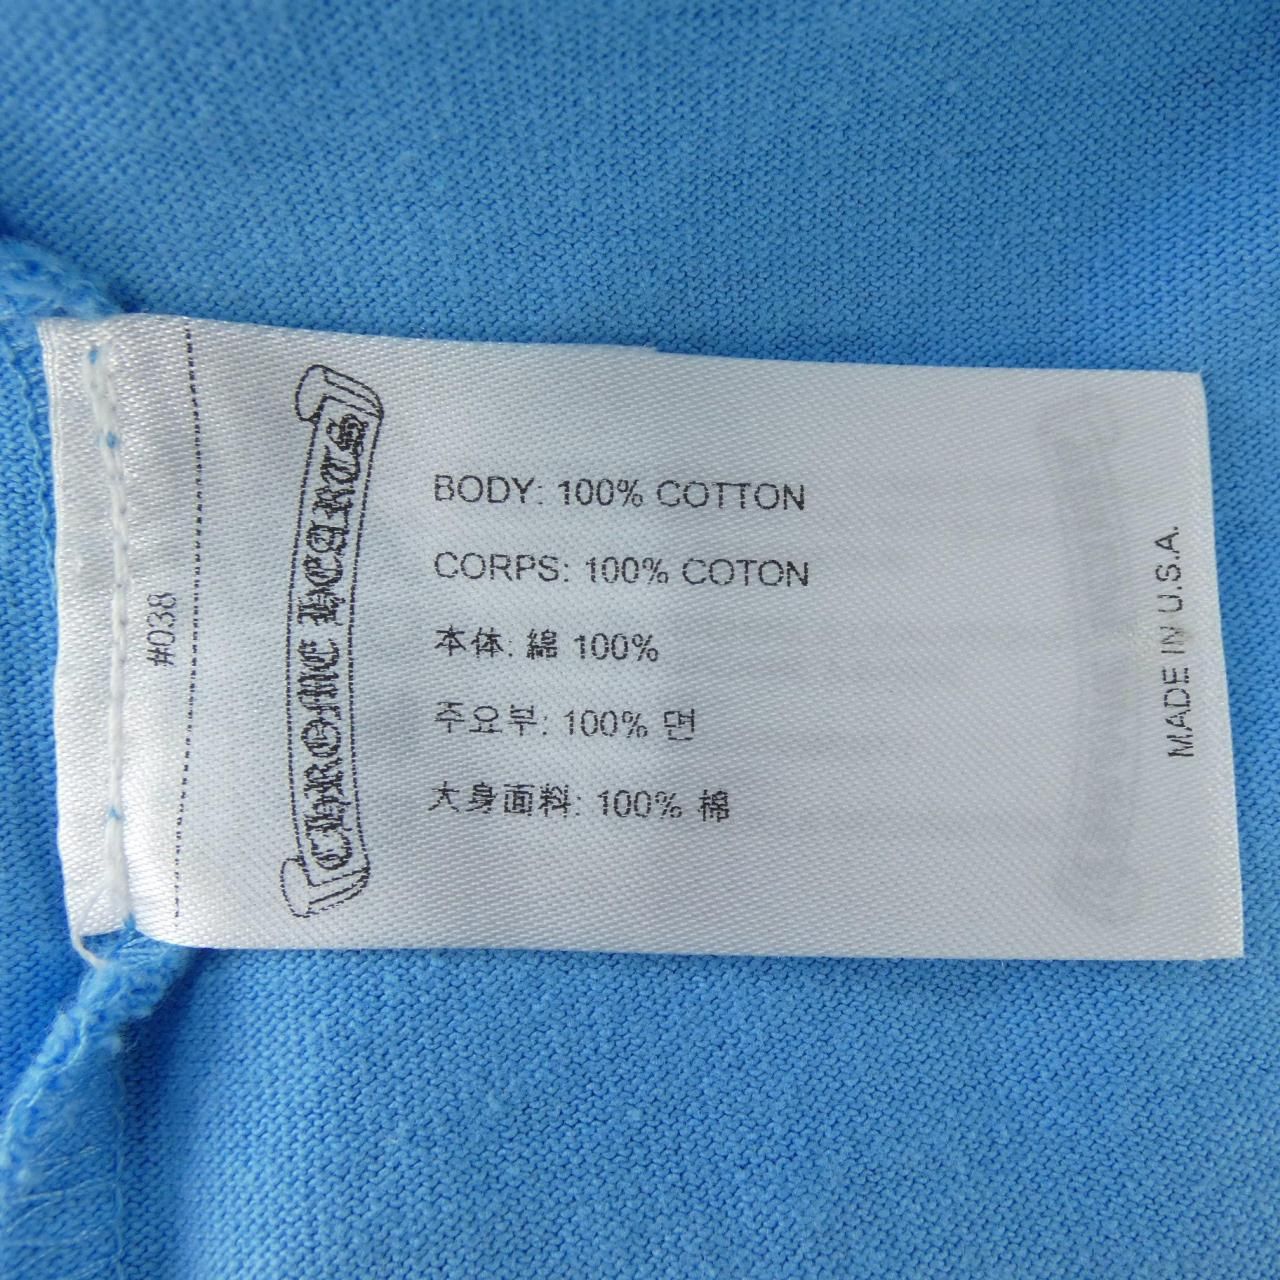 #038
CHROME HEARTS
BODY: 100% COTTON
CORPS: 100% COTON
本体: 綿 100%
주요부: 100% 면
大身面料: 100% 棉
MADE IN U.S.A.